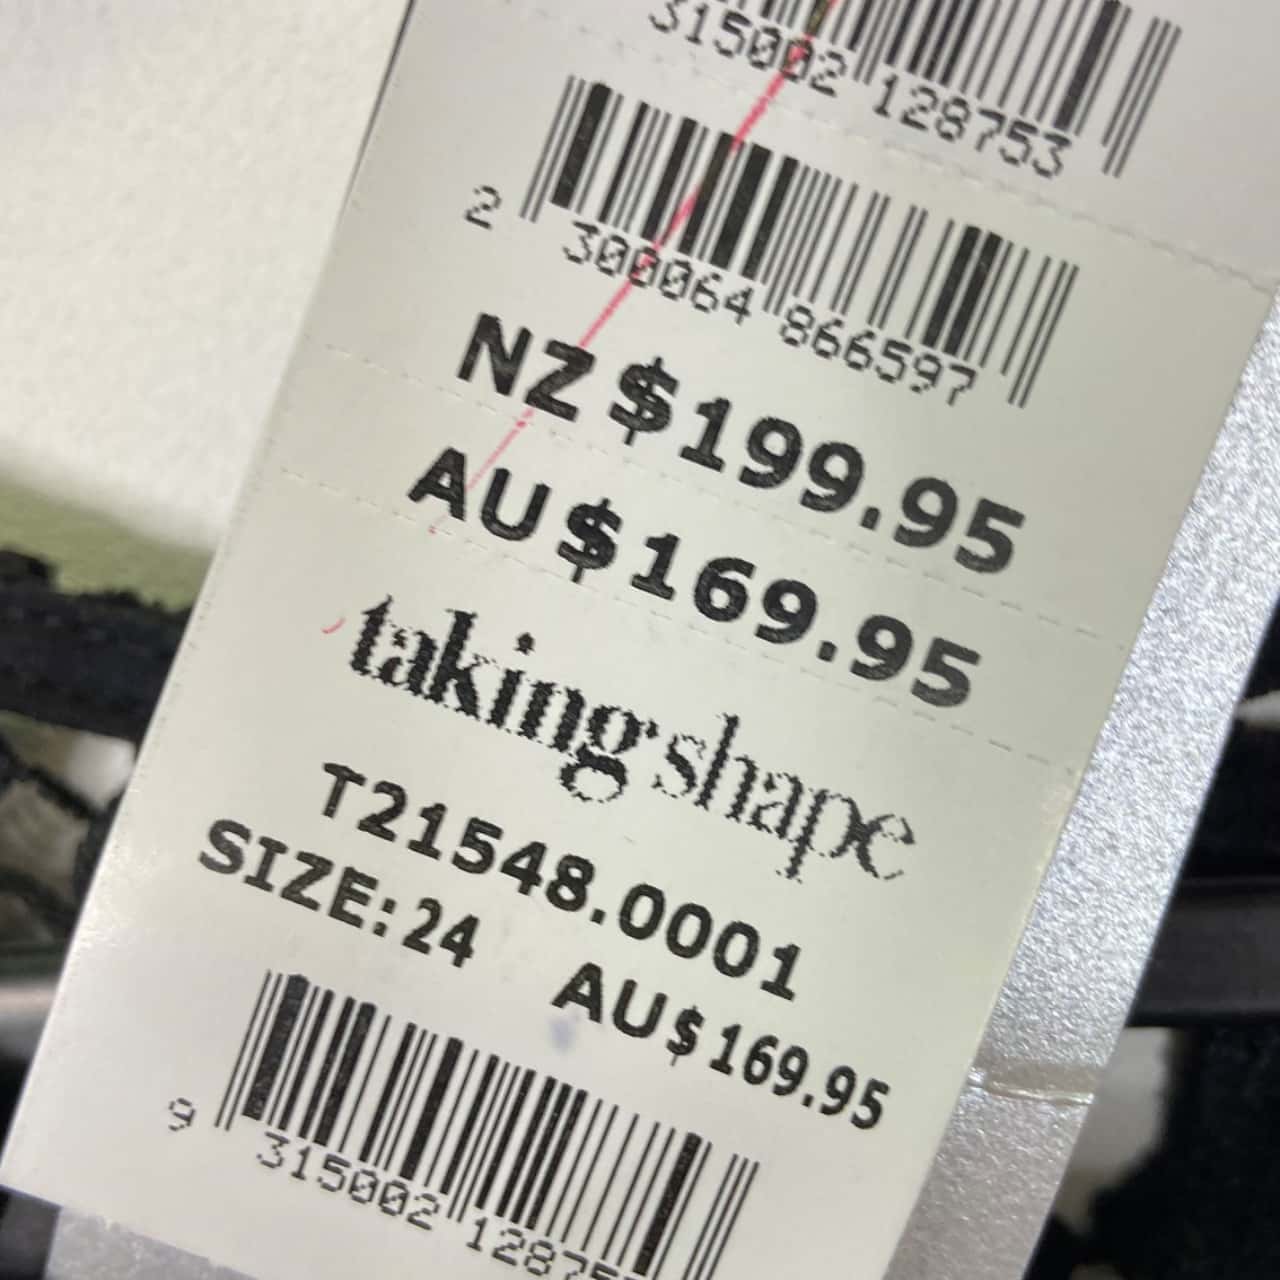 315002 128753
2 300064 866597
NZ $199.95
AU $169.95
taking shape
T21548.0001
SIZE: 24 AU $169.95
9 315002 12875